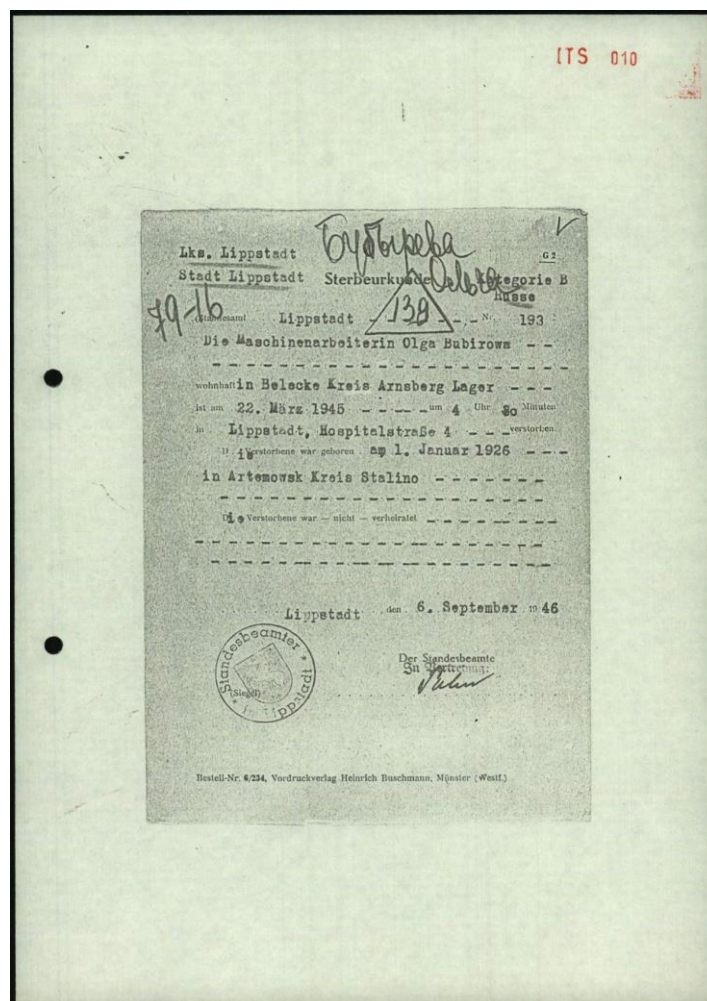 ITS 010
Бубырева
Lks. Lippstadt
G 2
Stadt Lippstadt Sterbeurkunde Kategorie B
Russe
79-16
138
Standesamt Lippstadt - - - - Nr. 193
Die Maschinenarbeiterin Olga Bubirowa - -
wohnhaft in Belecke Kreis Arnsberg Lager - - -
ist am 22. März 1945 - - - - um 4 Uhr 30 Minuten
in Lippstadt, Hospitalstraße 4 - - - verstorben.
Die Verstorbene war geboren am 1. Januar 1926 - - -
in Artemowsk Kreis Stalino - - - - - - -
Die Verstorbene war — nicht — verheiratet - - - - - - - -
Lippstadt den 6. September 1946
Der Standesbeamte
In Vertretung:
Standesbeamter
(Siegel)
in Lippstadt
Bestell-Nr. 6/234, Vordruckverlag Heinrich Buschmann, Münster (Westf.)